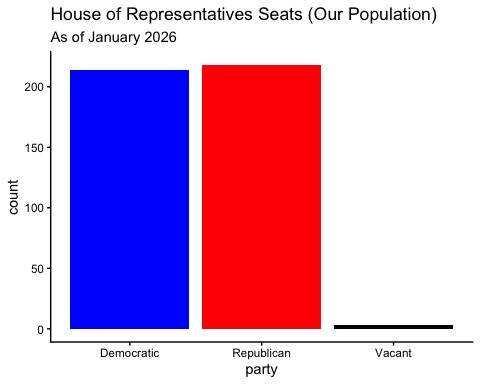 House of Representatives Seats (Our Population)
As of January 2026
200
150
100
50
0
count
Democratic
Republican
Vacant
party